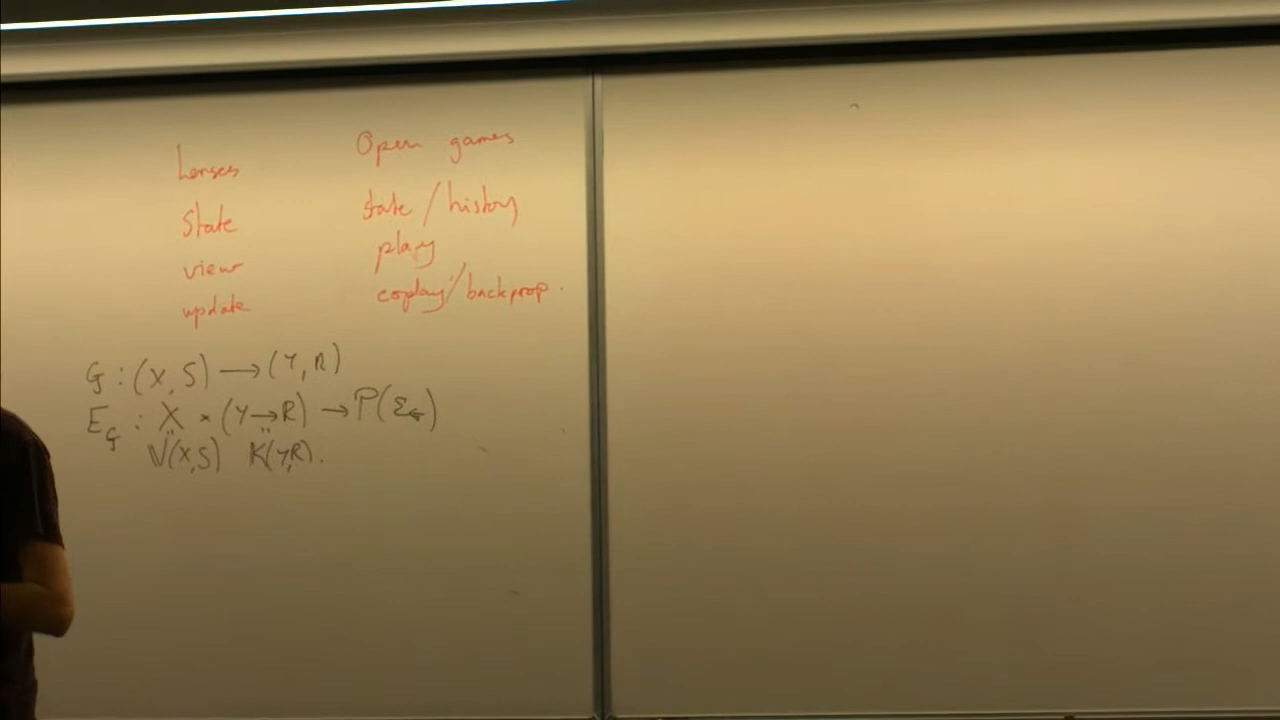 Lenses Open games
State state / history
view play
update coplay / backprop.
G : (X, S) → (Y, R)
E_G : X × (Y → R) → P(Σ_G)
𝕍(X,S) 𝕂(Y,R).